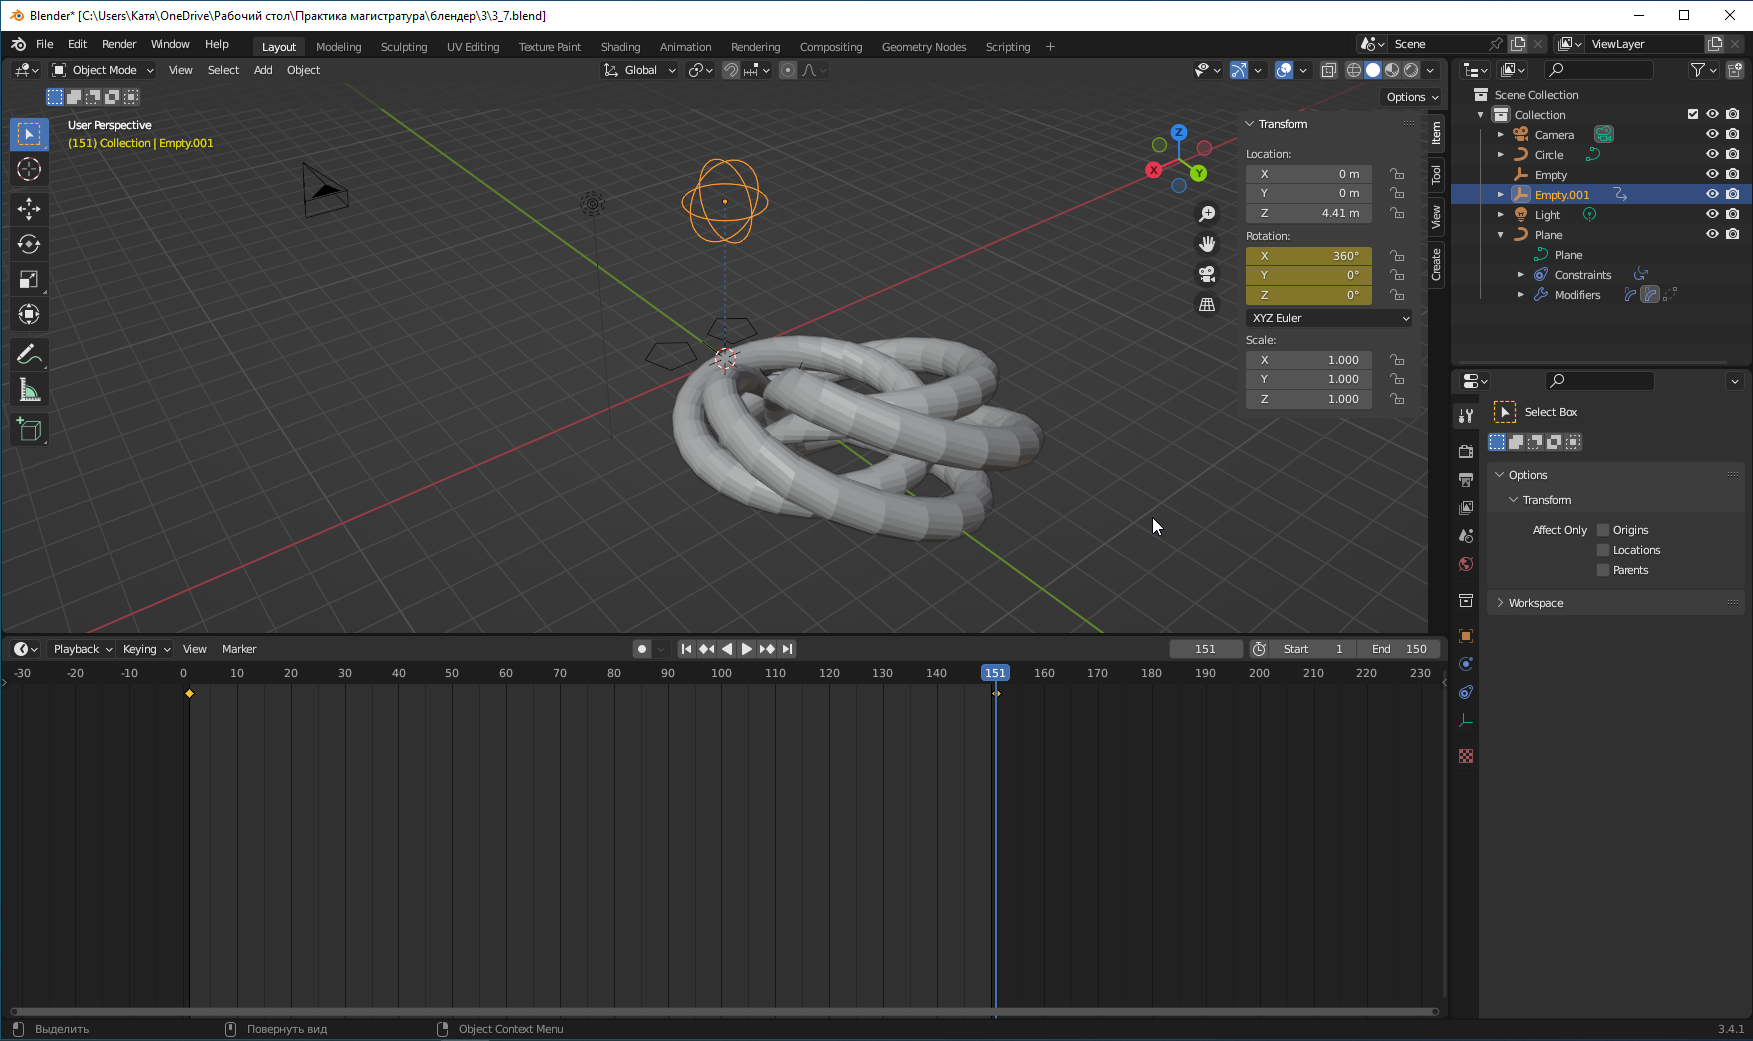 Blender* [C:\Users\Катя\OneDrive\Рабочий стол\Практика магистратура\блендер\3\3_7.blend]
File Edit Render Window Help Layout Modeling Sculpting UV Editing Texture Paint Shading Animation Rendering Compositing Geometry Nodes Scripting + Scene ViewLayer
Object Mode View Select Add Object Global
Options
User Perspective
(151) Collection | Empty.001
Z
X
Y
Transform
Location:
X 0 m
Y 0 m
Z 4.41 m
Rotation:
X 360°
Y 0°
Z 0°
XYZ Euler
Scale:
X 1.000
Y 1.000
Z 1.000
Item
Tool
View
Create
Scene Collection
Collection
Camera
Circle
Empty
Empty.001
Light
Plane
Plane
Constraints
Modifiers
Select Box
Options
Transform
Affect Only Origins
Locations
Parents
Workspace
Playback Keying View Marker 151 Start 1 End 150
-30 -20 -10 0 10 20 30 40 50 60 70 80 90 100 110 120 130 140 151 160 170 180 190 200 210 220 230
Выделить Повернуть вид Object Context Menu 3.4.1